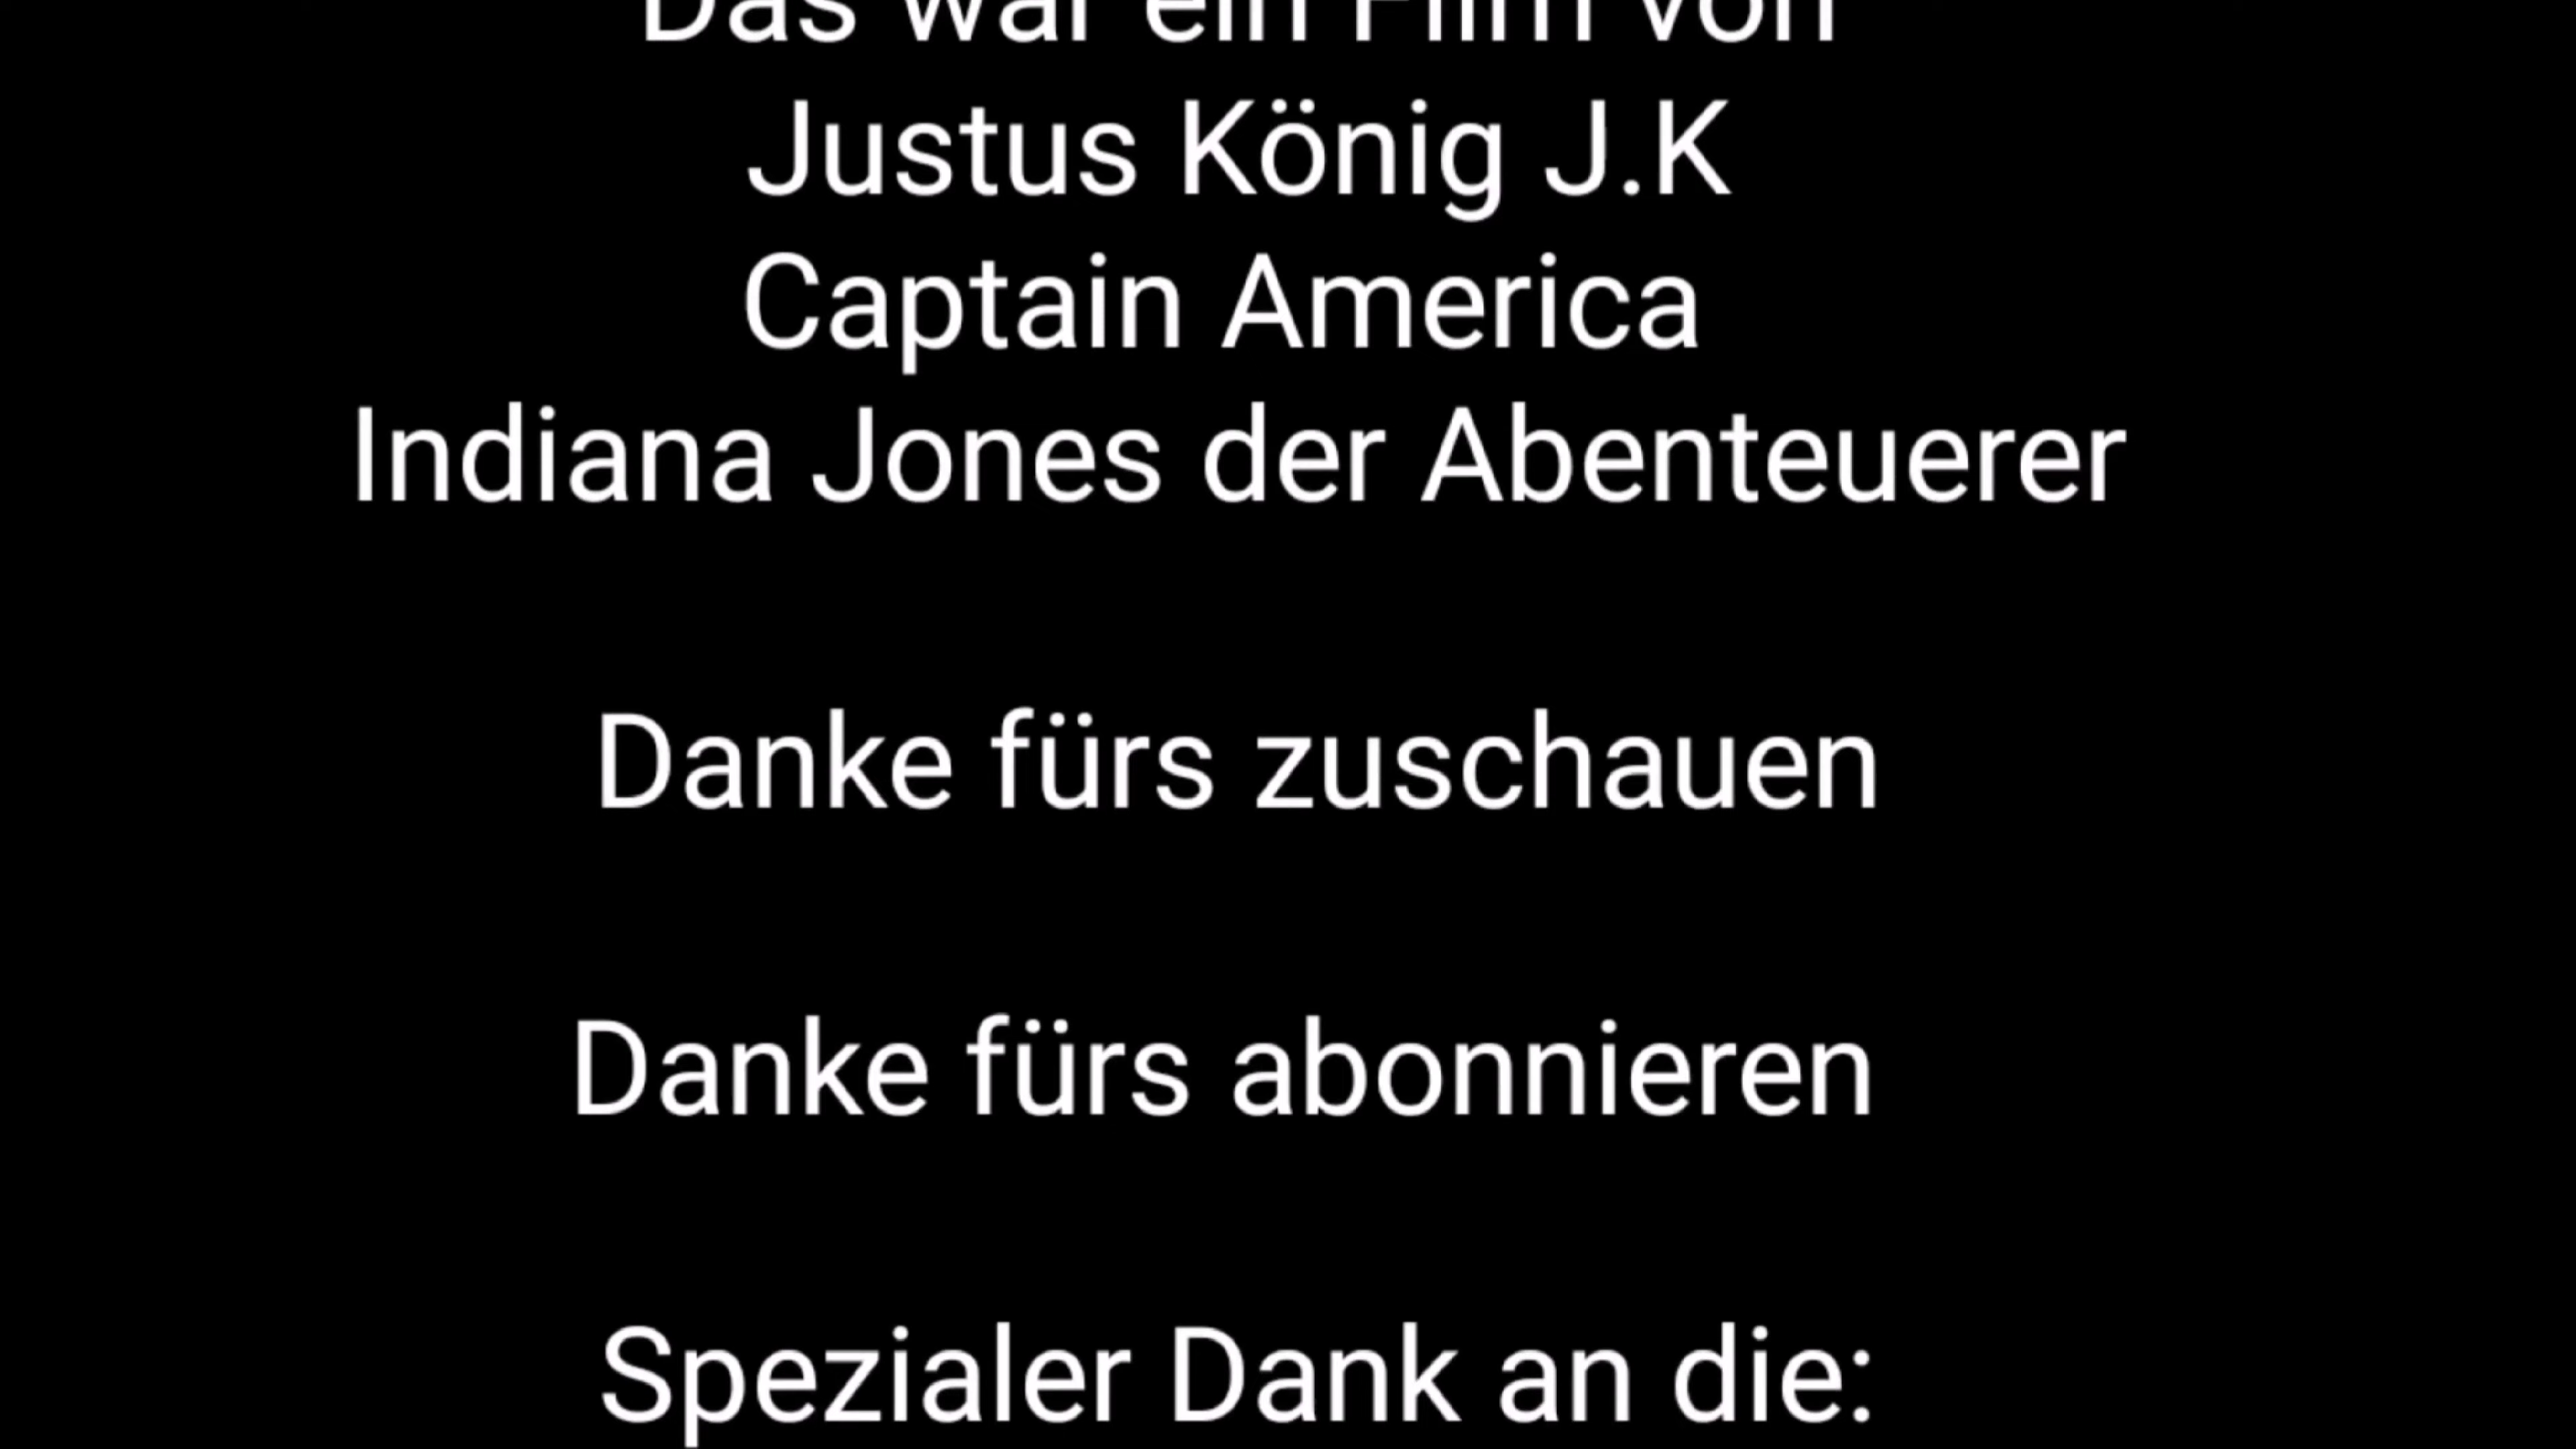 Das war ein Film von
Justus König J.K
Captain America
Indiana Jones der Abenteuerer
Danke fürs zuschauen
Danke fürs abonnieren
Spezialer Dank an die: